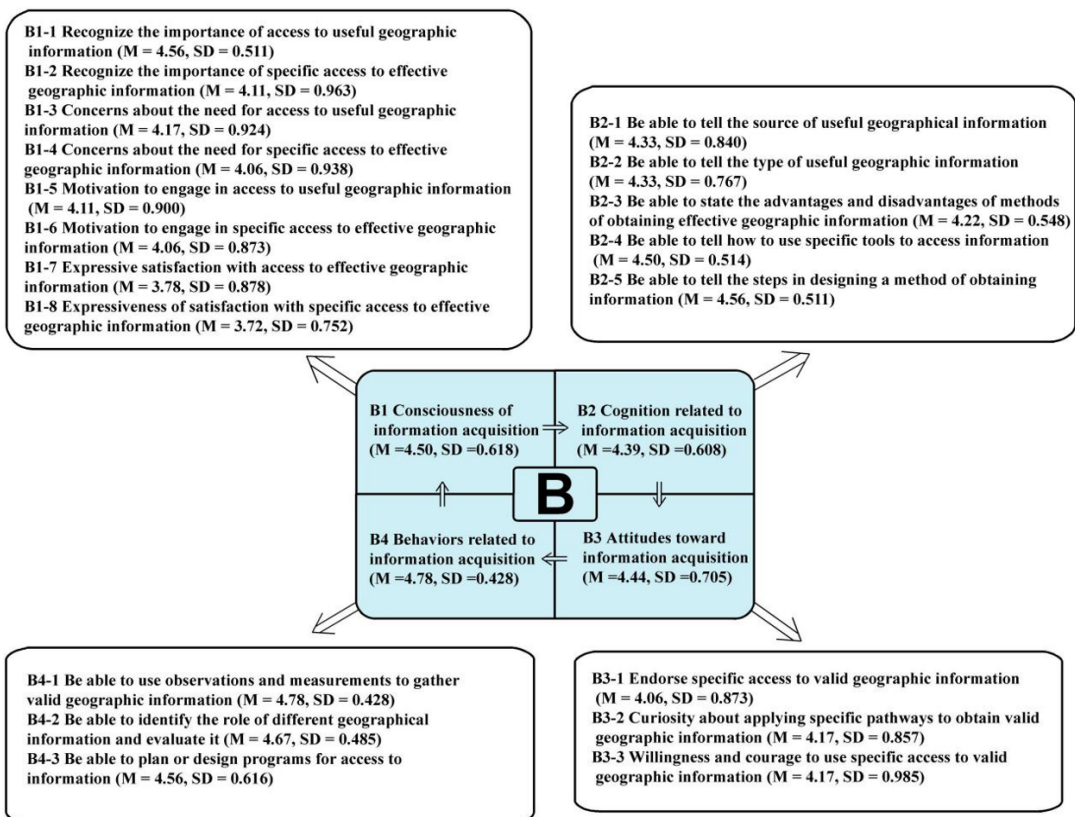 B1-1 Recognize the importance of access to useful geographic
information (M = 4.56, SD = 0.511)
B1-2 Recognize the importance of specific access to effective
geographic information (M = 4.11, SD = 0.963)
B1-3 Concerns about the need for access to useful geographic
information (M = 4.17, SD = 0.924)
B1-4 Concerns about the need for specific access to effective
geographic information (M = 4.06, SD = 0.938)
B1-5 Motivation to engage in access to useful geographic information
(M = 4.11, SD = 0.900)
B1-6 Motivation to engage in specific access to effective geographic
information (M = 4.06, SD = 0.873)
B1-7 Expressive satisfaction with access to effective geographic
information (M = 3.78, SD = 0.878)
B1-8 Expressiveness of satisfaction with specific access to effective
geographic information (M = 3.72, SD = 0.752)
B2-1 Be able to tell the source of useful geographical information
(M = 4.33, SD = 0.840)
B2-2 Be able to tell the type of useful geographic information
(M = 4.33, SD = 0.767)
B2-3 Be able to state the advantages and disadvantages of methods
of obtaining effective geographic information (M = 4.22, SD = 0.548)
B2-4 Be able to tell how to use specific tools to access information
(M = 4.50, SD = 0.514)
B2-5 Be able to tell the steps in designing a method of obtaining
information (M = 4.56, SD = 0.511)
B1 Consciousness of
information acquisition
(M =4.50, SD =0.618)
B2 Cognition related to
information acquisition
(M =4.39, SD =0.608)
B
B4 Behaviors related to
information acquisition
(M =4.78, SD =0.428)
B3 Attitudes toward
information acquisition
(M =4.44, SD =0.705)
B4-1 Be able to use observations and measurements to gather
valid geographic information (M = 4.78, SD = 0.428)
B4-2 Be able to identify the role of different geographical
information and evaluate it (M = 4.67, SD = 0.485)
B4-3 Be able to plan or design programs for access to
information (M = 4.56, SD = 0.616)
B3-1 Endorse specific access to valid geographic information
(M = 4.06, SD = 0.873)
B3-2 Curiosity about applying specific pathways to obtain valid
geographic information (M = 4.17, SD = 0.857)
B3-3 Willingness and courage to use specific access to valid
geographic information (M = 4.17, SD = 0.985)